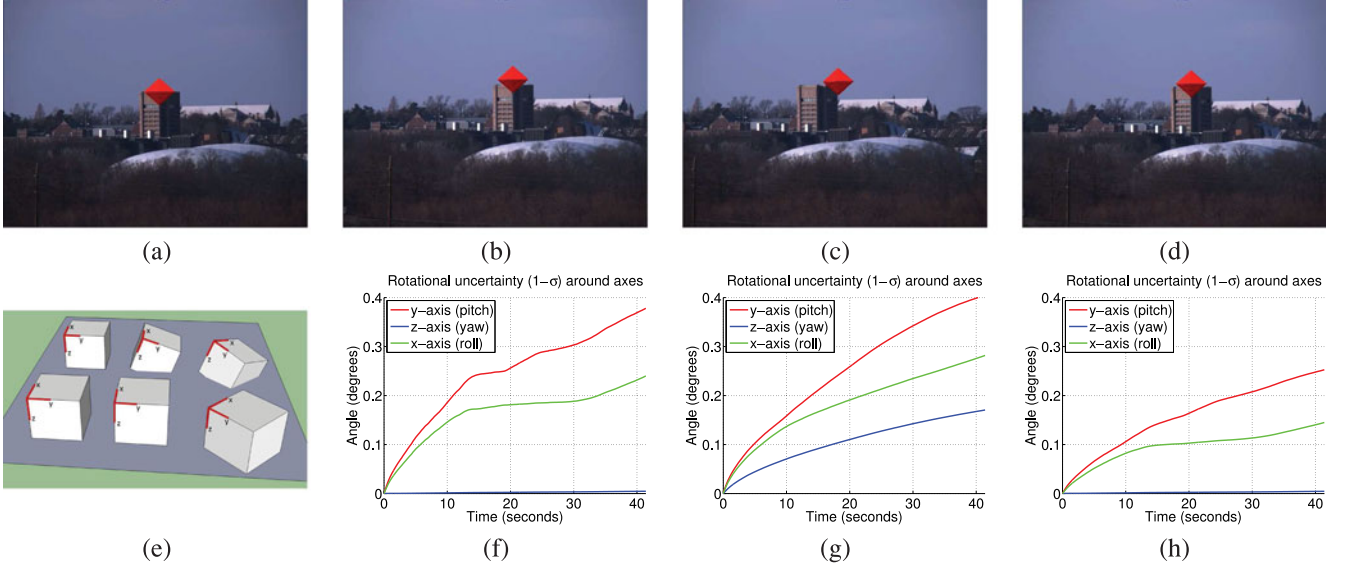 (a)
(b)
(c)
(d)
x
Y
z
x
Y
z
x
Y
z
x
Y
z
x
Y
z
x
Y
z
(e)
Rotational uncertainty (1−σ) around axes
0.4
0.3
0.2
0.1
0
Angle (degrees)
y−axis (pitch)
z−axis (yaw)
x−axis (roll)
0
10
20
30
40
Time (seconds)
(f)
Rotational uncertainty (1−σ) around axes
0.4
0.3
0.2
0.1
0
Angle (degrees)
y−axis (pitch)
z−axis (yaw)
x−axis (roll)
0
10
20
30
40
Time (seconds)
(g)
Rotational uncertainty (1−σ) around axes
0.4
0.3
0.2
0.1
0
Angle (degrees)
y−axis (pitch)
z−axis (yaw)
x−axis (roll)
0
10
20
30
40
Time (seconds)
(h)